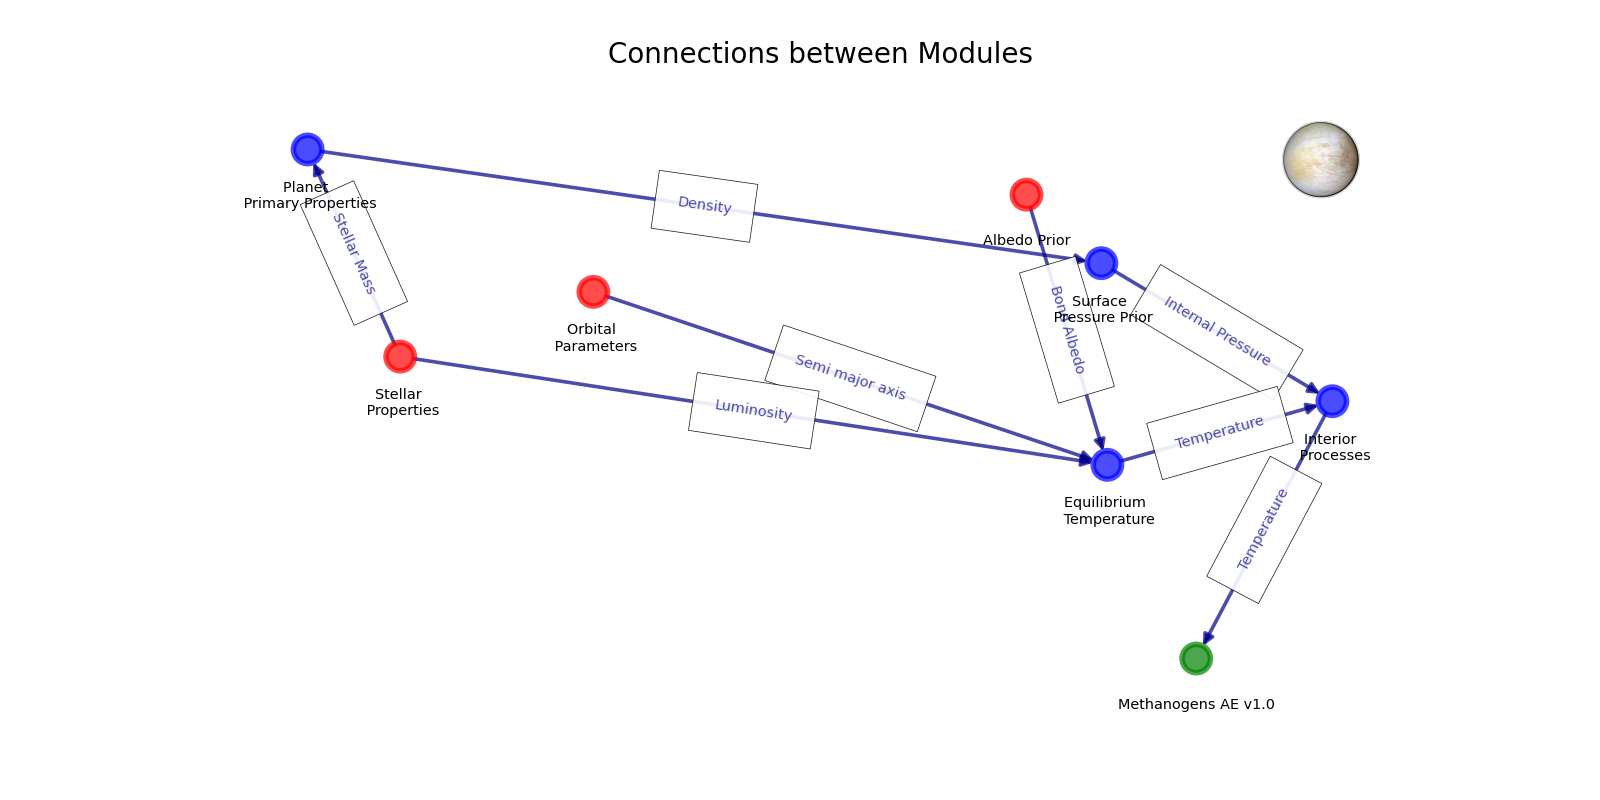 Connections between Modules
Planet
Primary Properties
Stellar Mass
Density
Albedo Prior
Surface
Pressure Prior
Bond Albedo
Internal Pressure
Orbital
Parameters
Semi major axis
Stellar
Properties
Luminosity
Temperature
Interior
Processes
Equilibrium
Temperature
Temperature
Methanogens AE v1.0